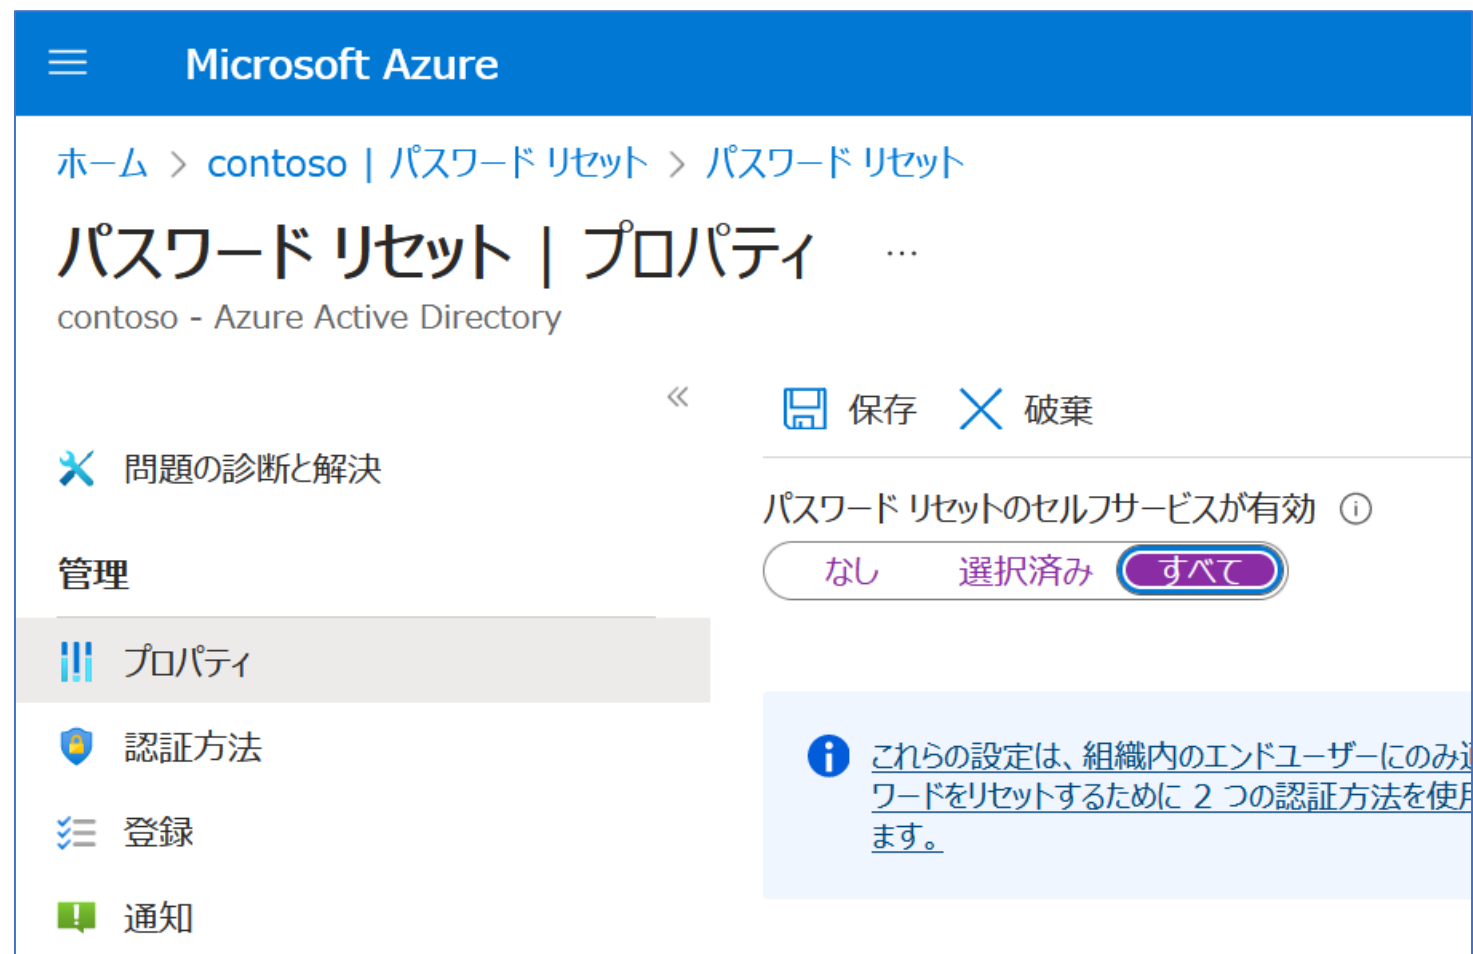 Microsoft Azure
ホーム > contoso | パスワード リセット > パスワード リセット
パスワード リセット | プロパティ ...
contoso - Azure Active Directory
«
保存 破棄
問題の診断と解決
パスワード リセットのセルフサービスが有効
なし 選択済み すべて
管理
プロパティ
認証方法
登録
通知
これらの設定は、組織内のエンドユーザーにのみ
ワードをリセットするために 2 つの認証方法を使用
ます。